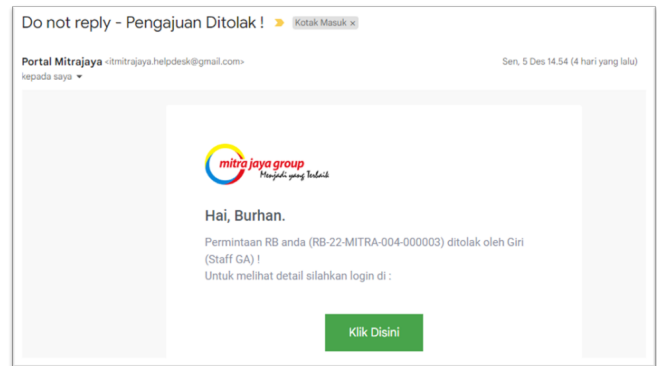 Do not reply - Pengajuan Ditolak !
Kotak Masuk ×
Portal Mitrajaya <itmitrajaya.helpdesk@gmail.com>
Sen, 5 Des 14.54 (4 hari yang lalu)
kepada saya
mitra jaya group
Menjadi yang Terbaik
Hai, Burhan.
Permintaan RB anda (RB-22-MITRA-004-000003) ditolak oleh Giri
(Staff GA) !
Untuk melihat detail silahkan login di :
Klik Disini